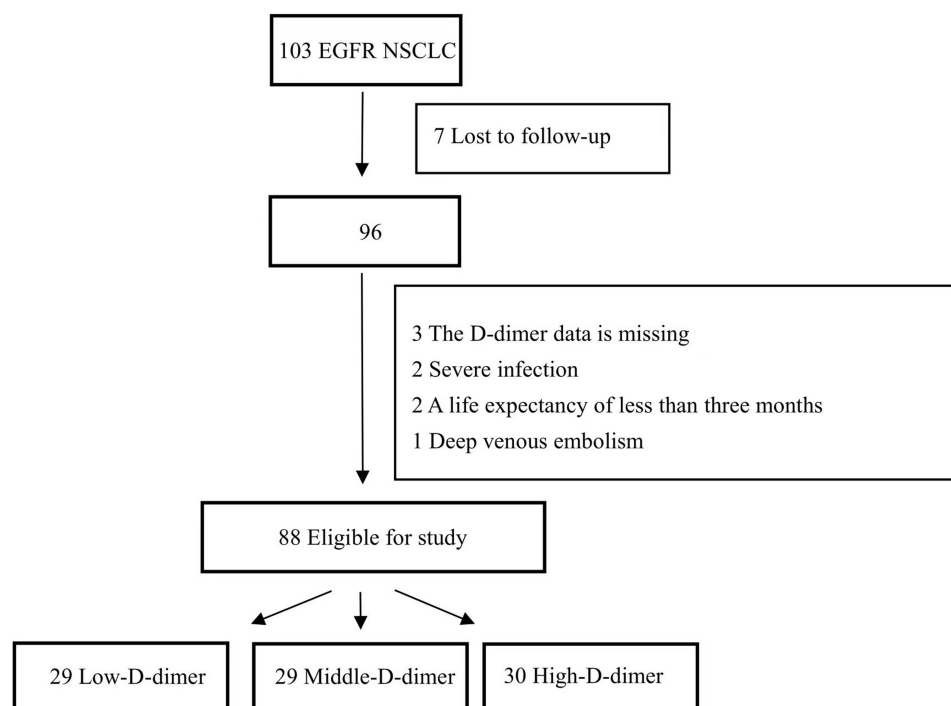 103 EGFR NSCLC
7 Lost to follow-up
96
3 The D-dimer data is missing
2 Severe infection
2 A life expectancy of less than three months
1 Deep venous embolism
88 Eligible for study
29 Low-D-dimer
29 Middle-D-dimer
30 High-D-dimer